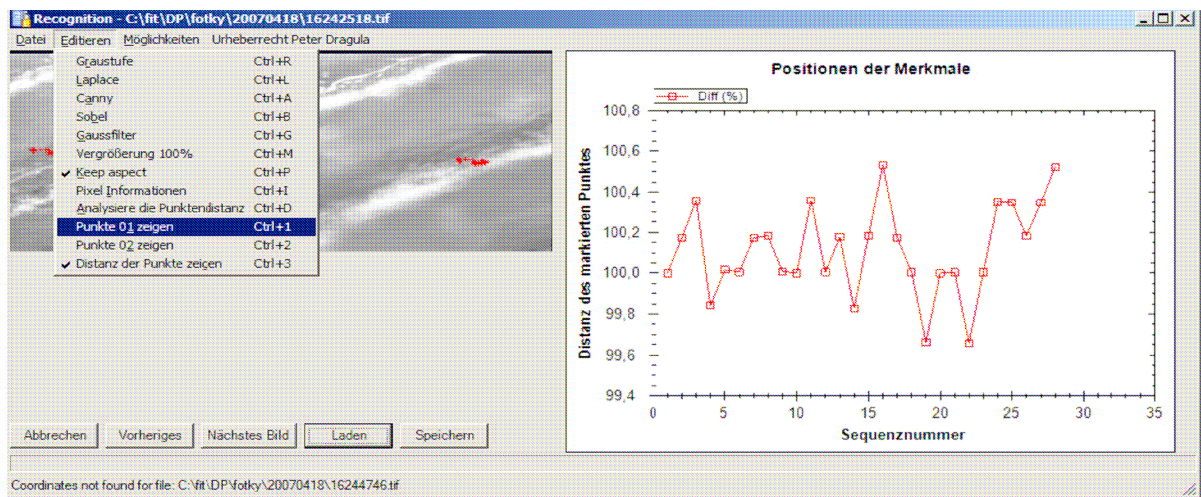 Recognition - C:\fit\DP\fotky\20070418\16242518.tif
Datei Editieren Möglichkeiten Urheberrecht Peter Dragula
Graustufe Ctrl+R
Laplace Ctrl+L
Canny Ctrl+A
Sobel Ctrl+B
Gaussfilter Ctrl+G
Vergrößerung 100% Ctrl+M
Keep aspect Ctrl+P
Pixel Informationen Ctrl+I
Analysiere die Punktendistanz Ctrl+D
Punkte 01 zeigen Ctrl+1
Punkte 02 zeigen Ctrl+2
Distanz der Punkte zeigen Ctrl+3
Positionen der Merkmale
Diff (%)
100,8
100,6
100,4
100,2
100,0
99,8
99,6
99,4
Distanz des markierten Punktes
0 5 10 15 20 25 30 35
Sequenznummer
Abbrechen Vorheriges Nächstes Bild Laden Speichern
Coordinates not found for file: C:\fit\DP\fotky\20070418\16244746.tif